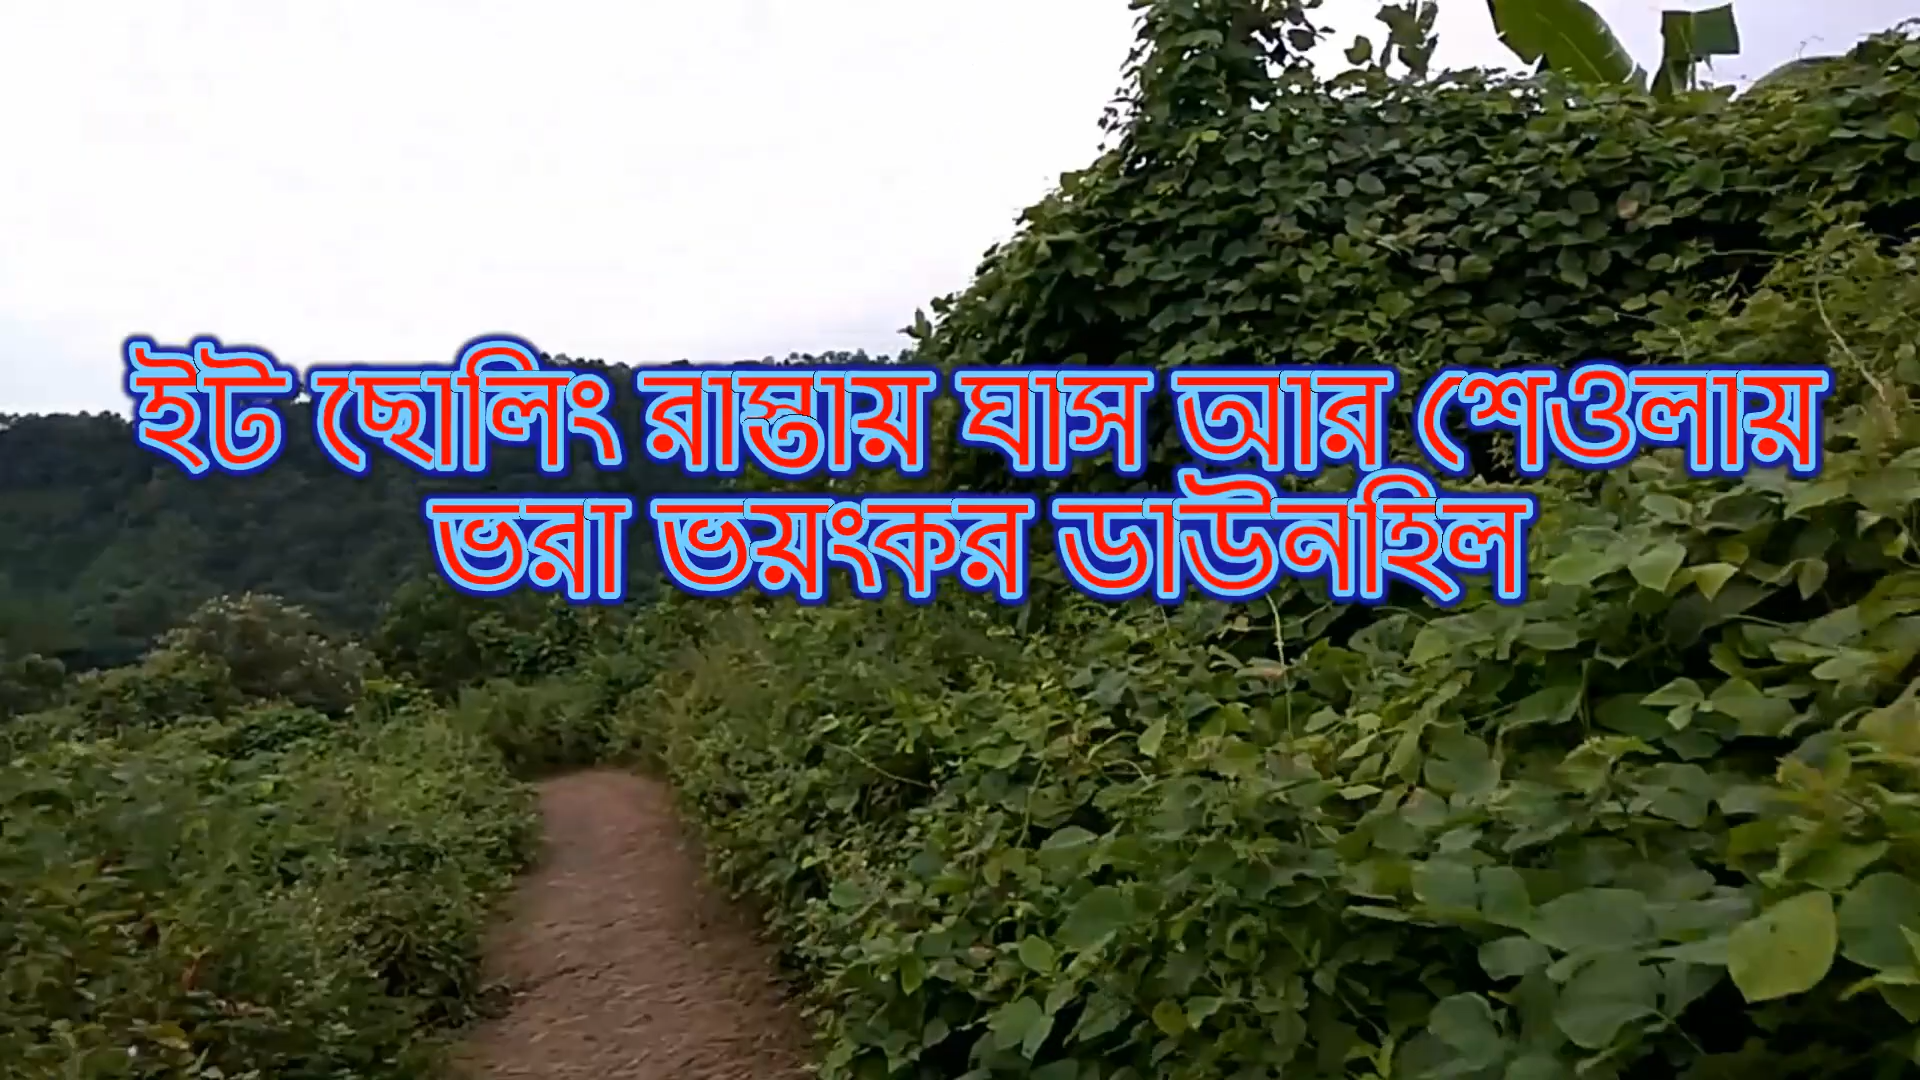 ইট ছোলিং রাস্তায় ঘাস আর শেওলায়
ভরা ভয়ংকর ডাউনহিল